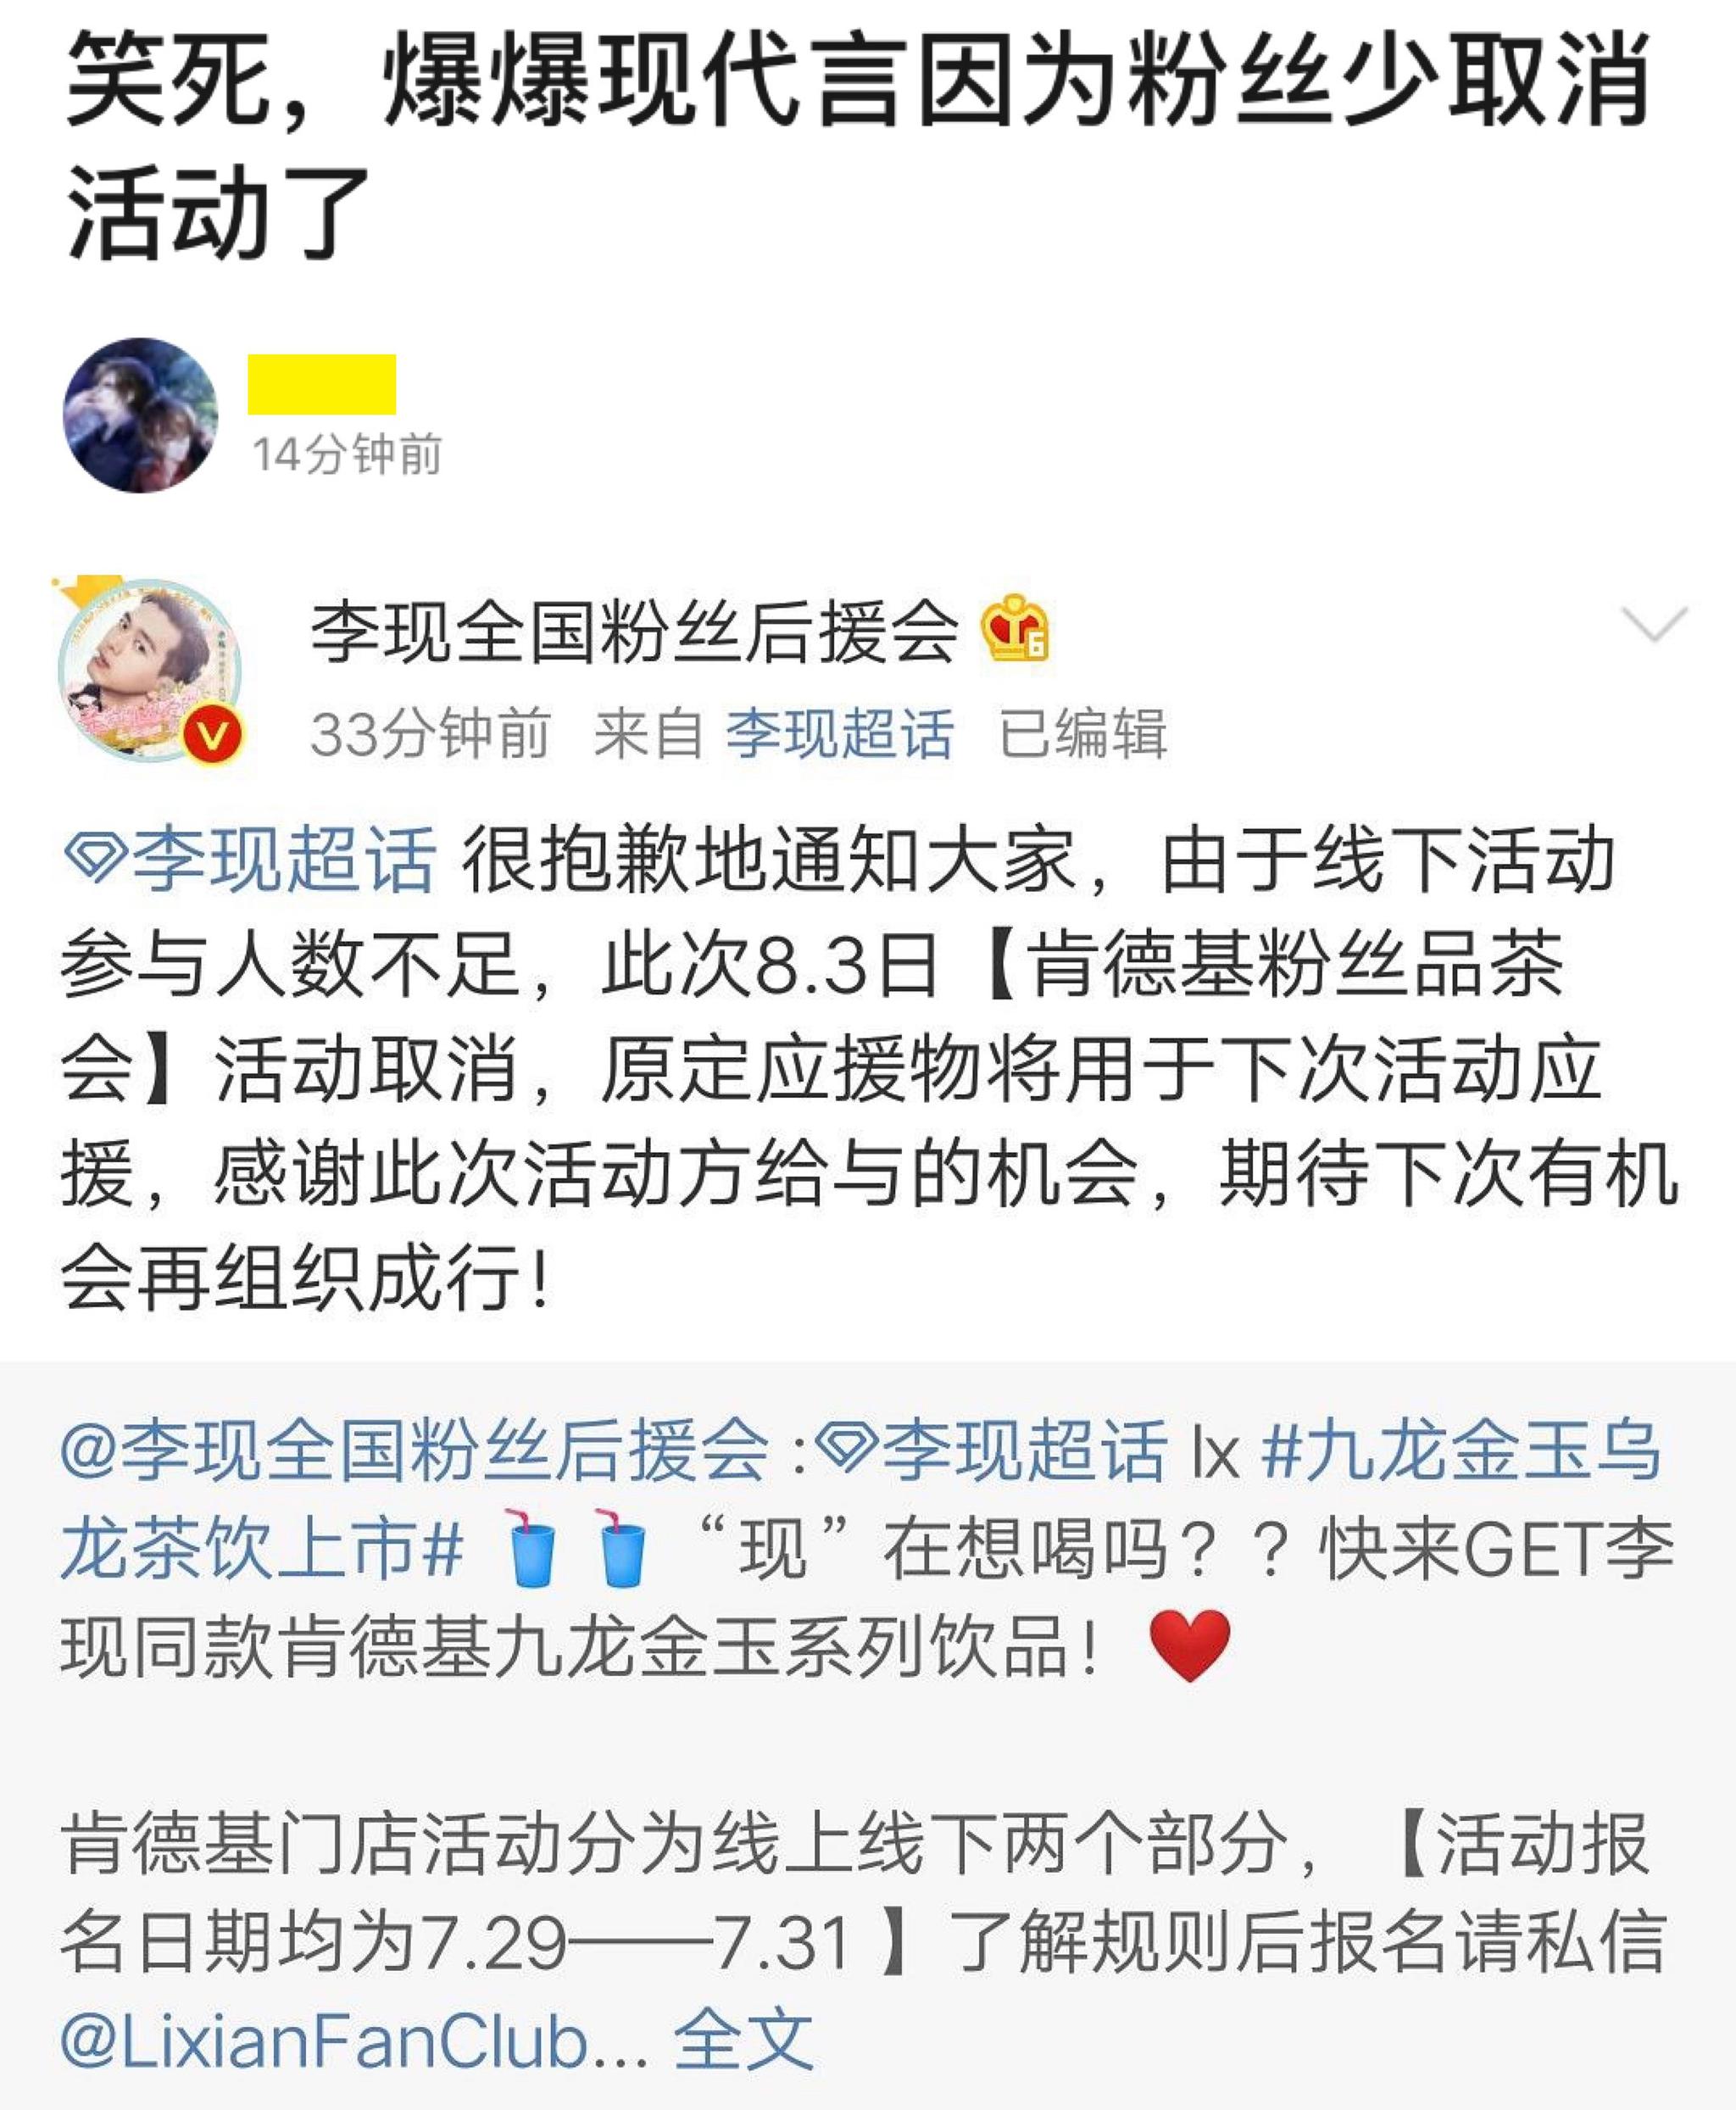 笑死，爆爆现代言因为粉丝少取消
活动了
14分钟前
李现全国粉丝后援会
33分钟前 来自 李现超话 已编辑
李现超话 很抱歉地通知大家，由于线下活动
参与人数不足，此次8.3日【肯德基粉丝品茶
会】活动取消，原定应援物将用于下次活动应
援，感谢此次活动方给与的机会，期待下次有机
会再组织成行！
@李现全国粉丝后援会 :李现超话 lx #九龙金玉乌
龙茶饮上市# “现”在想喝吗？？快来GET李
现同款肯德基九龙金玉系列饮品！
肯德基门店活动分为线上线下两个部分，【活动报
名日期均为7.29——7.31 】了解规则后报名请私信
@LixianFanClub... 全文